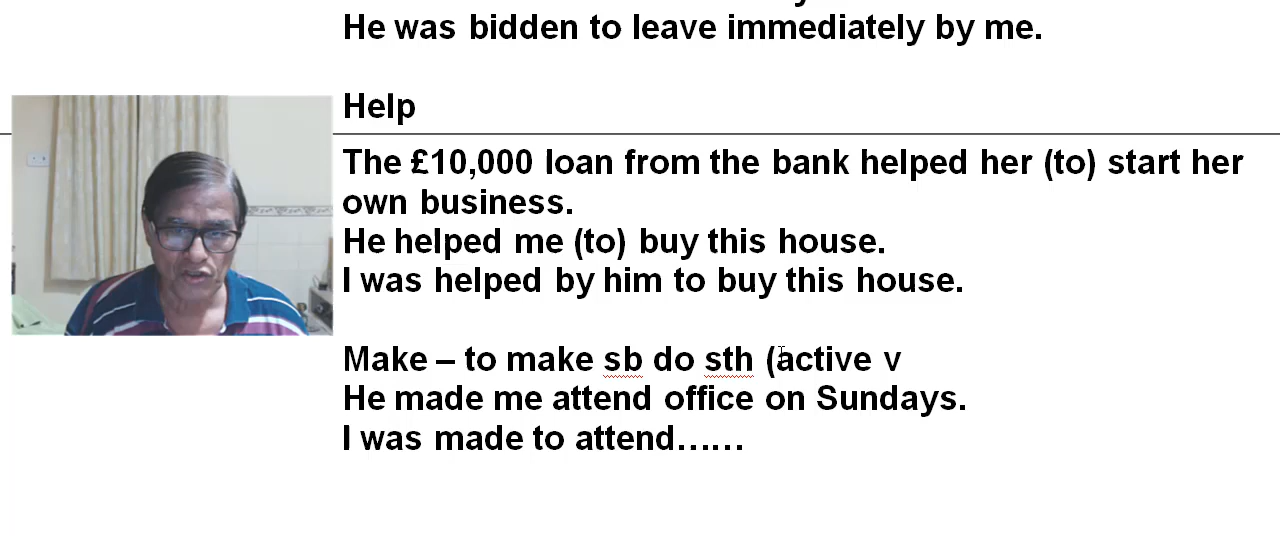 He was bidden to leave immediately by me.
Help
The £10,000 loan from the bank helped her (to) start her
own business.
He helped me (to) buy this house.
I was helped by him to buy this house.
Make – to make sb do sth (active v
He made me attend office on Sundays.
I was made to attend……